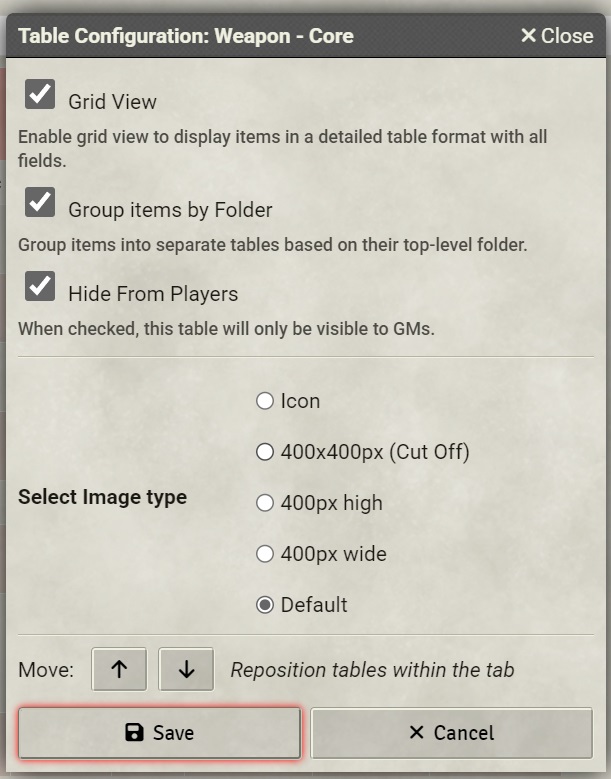 Table Configuration: Weapon - Core
Close
Grid View
Enable grid view to display items in a detailed table format with all
fields.
Group items by Folder
Group items into separate tables based on their top-level folder.
Hide From Players
When checked, this table will only be visible to GMs.
Select Image type
Icon
400x400px (Cut Off)
400px high
400px wide
Default
Move:
Reposition tables within the tab
Save
Cancel